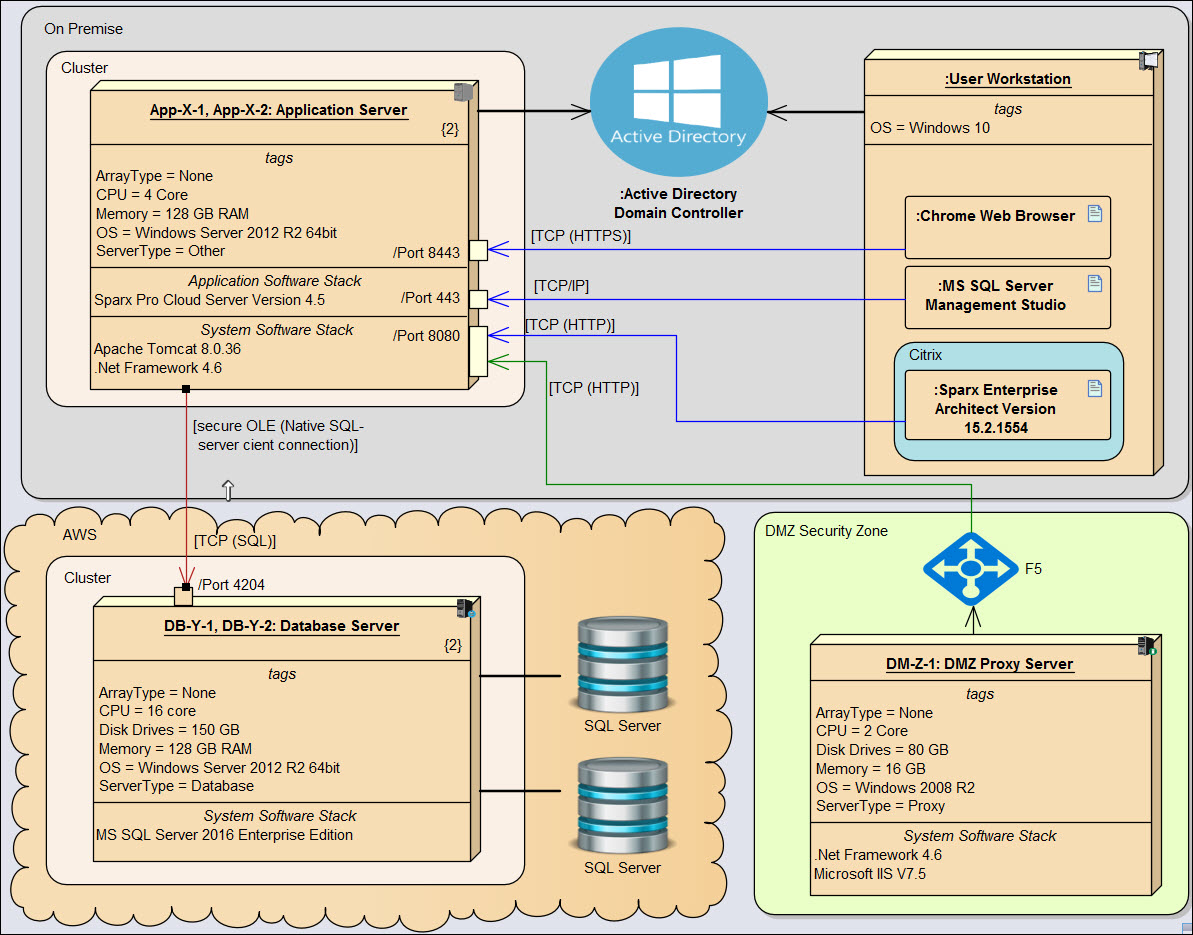 On Premise
Cluster
App-X-1, App-X-2: Application Server
{2}
tags
ArrayType = None
CPU = 4 Core
Memory = 128 GB RAM
OS = Windows Server 2012 R2 64bit
ServerType = Other
/Port 8443
Application Software Stack
Sparx Pro Cloud Server Version 4.5
/Port 443
System Software Stack
/Port 8080
Apache Tomcat 8.0.36
.Net Framework 4.6
Active Directory
:Active Directory
Domain Controller
[TCP (HTTPS)]
[TCP/IP]
[TCP (HTTP)]
[TCP (HTTP)]
:User Workstation
tags
OS = Windows 10
:Chrome Web Browser
:MS SQL Server
Management Studio
Citrix
:Sparx Enterprise
Architect Version
15.2.1554
[secure OLE (Native SQL-
server cient connection)]
AWS
[TCP (SQL)]
Cluster
/Port 4204
DB-Y-1, DB-Y-2: Database Server
{2}
tags
ArrayType = None
CPU = 16 core
Disk Drives = 150 GB
Memory = 128 GB RAM
OS = Windows Server 2012 R2 64bit
ServerType = Database
System Software Stack
MS SQL Server 2016 Enterprise Edition
SQL Server
SQL Server
DMZ Security Zone
F5
DM-Z-1: DMZ Proxy Server
tags
ArrayType = None
CPU = 2 Core
Disk Drives = 80 GB
Memory = 16 GB
OS = Windows 2008 R2
ServerType = Proxy
System Software Stack
.Net Framework 4.6
Microsoft IIS V7.5